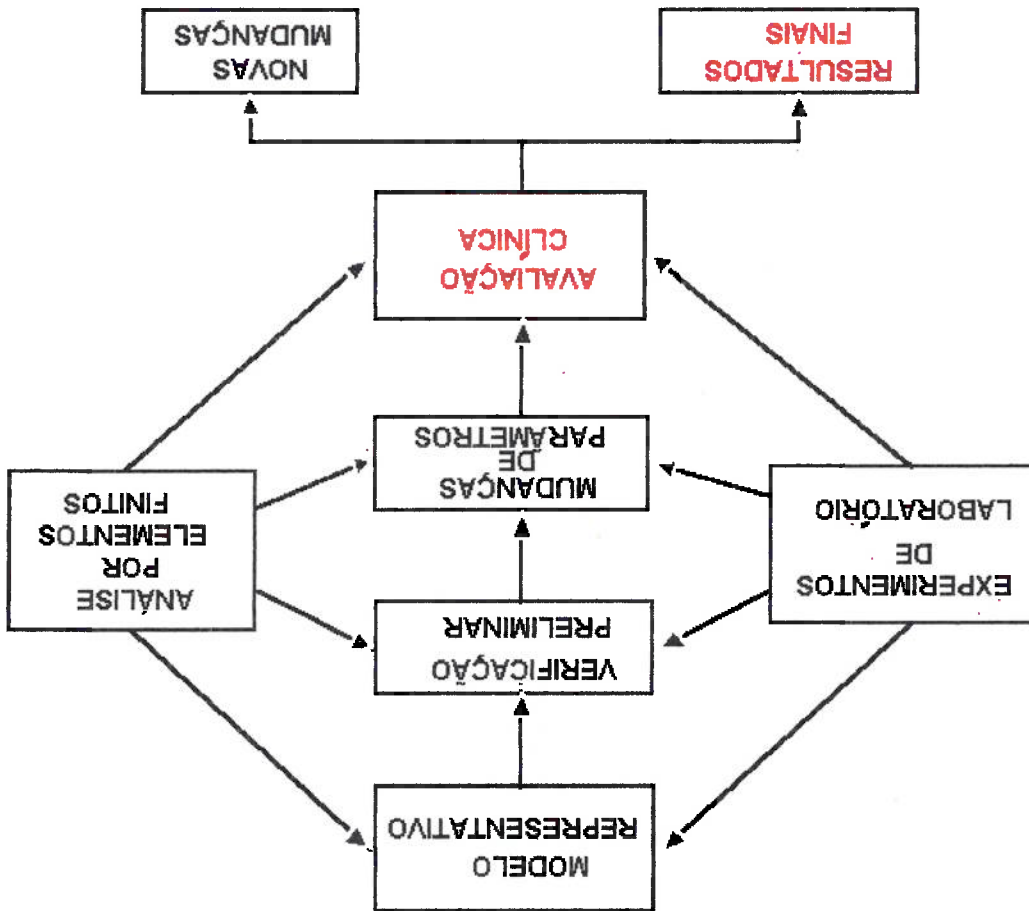 MODELO
REPRESENTATIVO
EXPERIMENTOS
DE
LABORATÓRIO
VERIFICAÇÃO
PRELIMINAR
ANÁLISE
POR
ELEMENTOS
FINITOS
MUDANÇAS
DE
PARÃMETROS
AVALIAÇÃO
CLÍNICA
RESULTADOS
FINAIS
NOVAS
MUDANÇAS